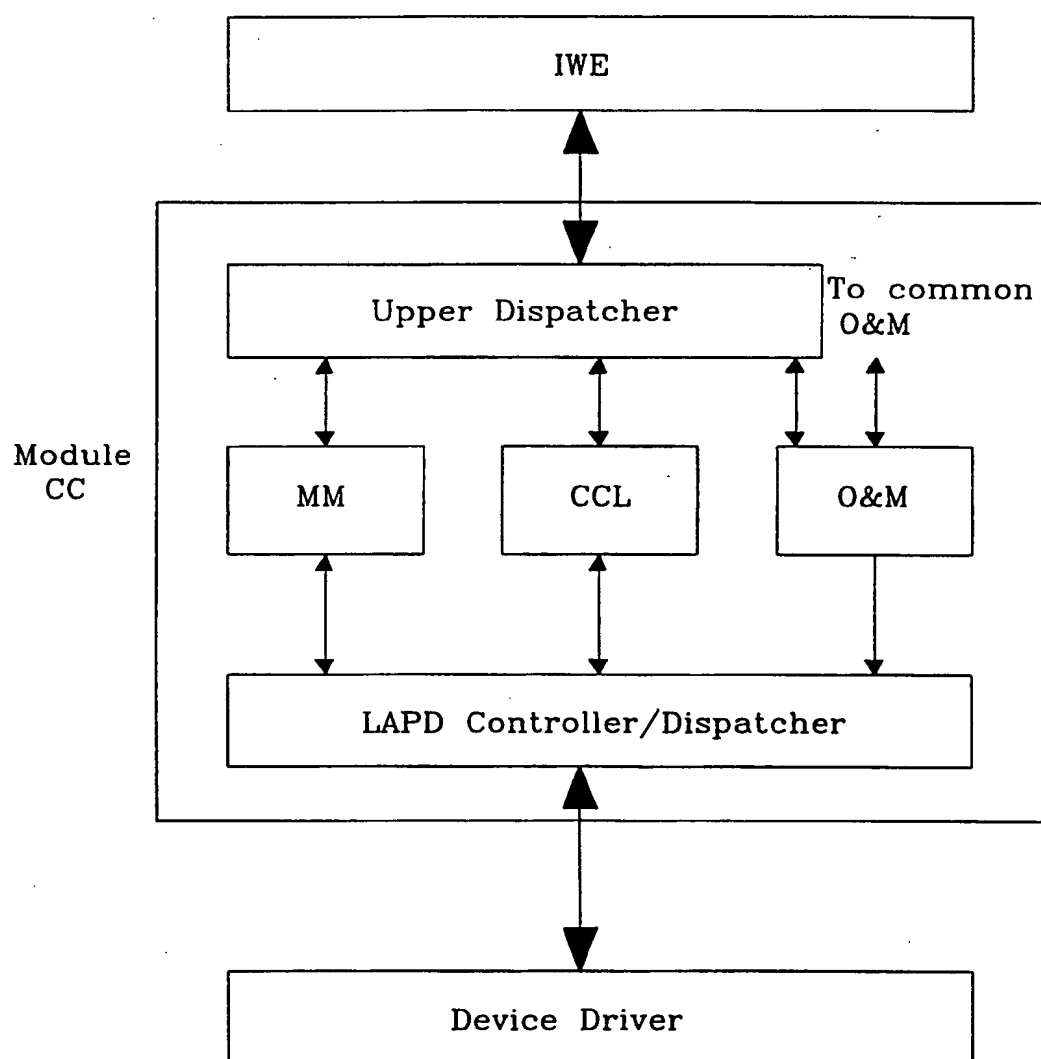 IWE
Upper Dispatcher
To common
O&M
Module
CC
MM
CCL
O&M
LAPD Controller/Dispatcher
Device Driver